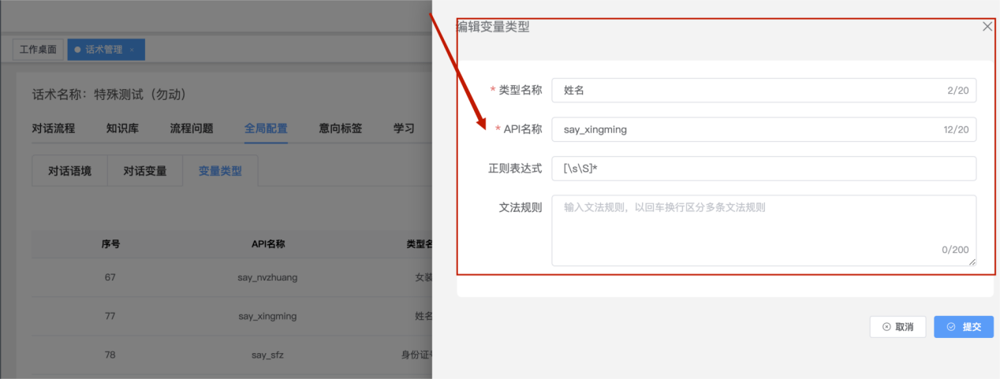 编辑变量类型
工作桌面 话术管理 ×
话术名称：特殊测试（勿动）
对话流程 知识库 流程问题 全局配置 意向标签 学习
对话语境 对话变量 变量类型
序号 API名称 类型名
67 say_nvzhuang 女装
77 say_xingming 姓名
78 say_sfz 身份证号
* 类型名称 姓名 2/20
* API名称 say_xingming 12/20
正则表达式 [\s\S]*
文法规则 输入文法规则，以回车换行区分多条文法规则
0/200
取消 提交